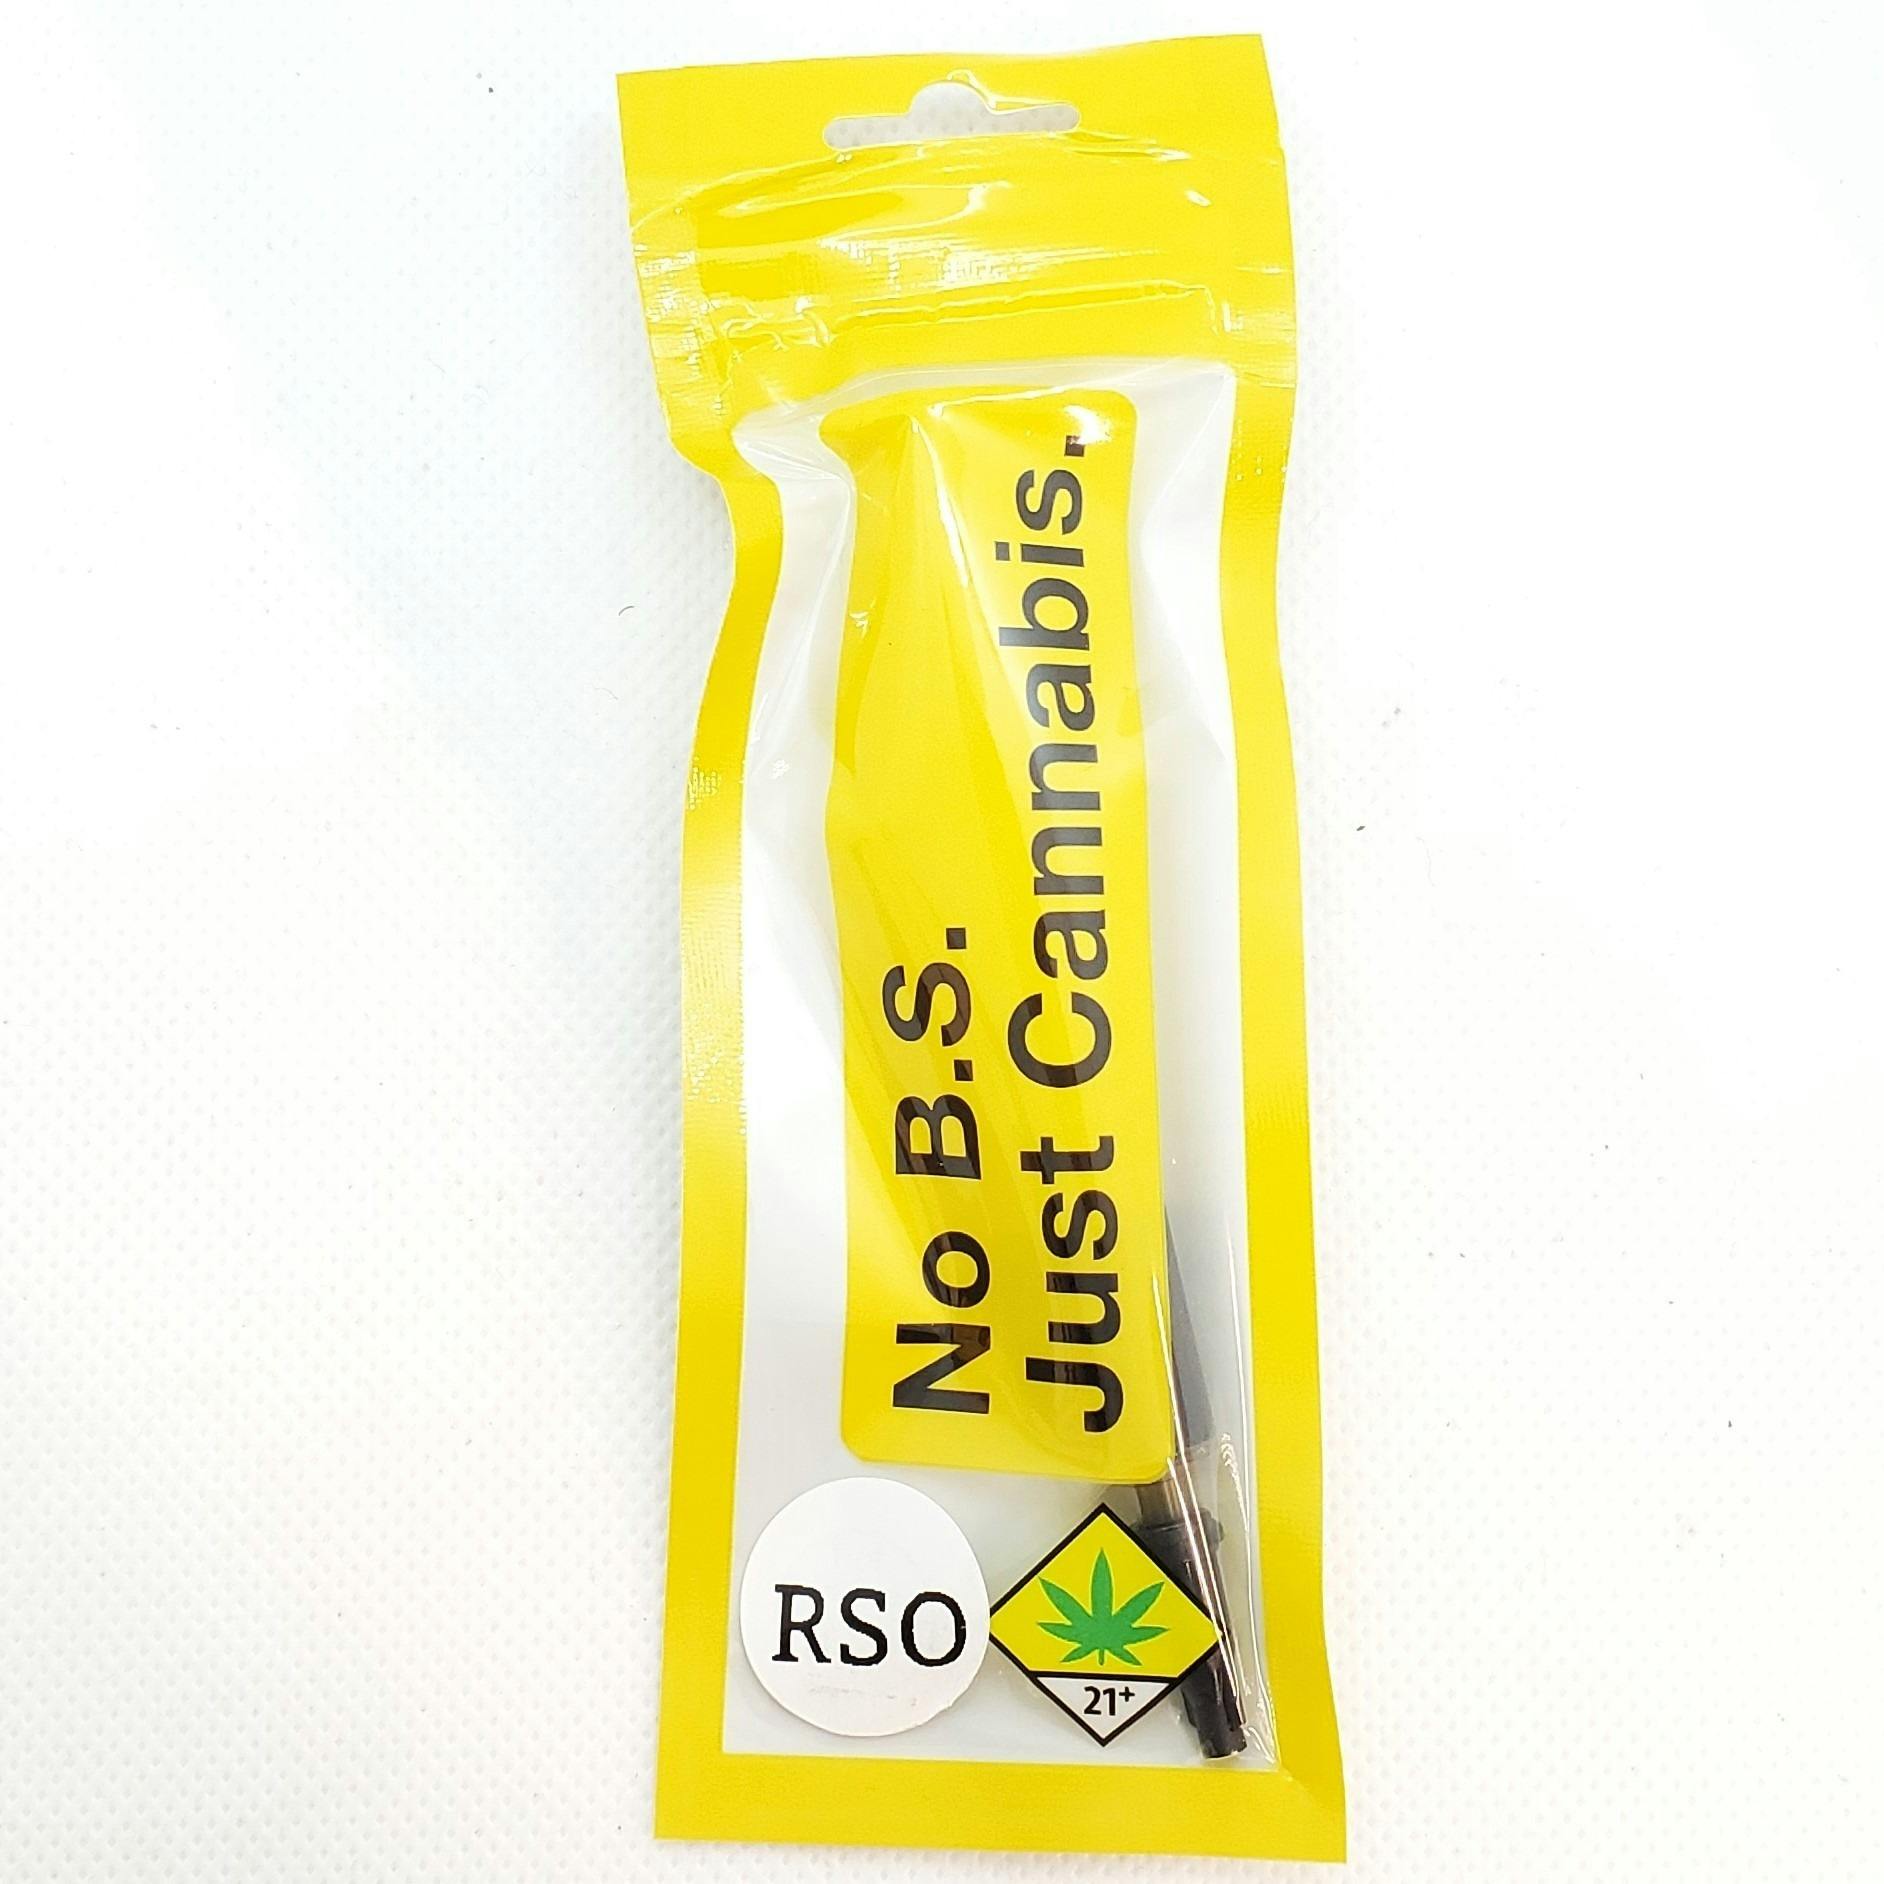 No B.S.
Just Cannabis.
RSO
21+